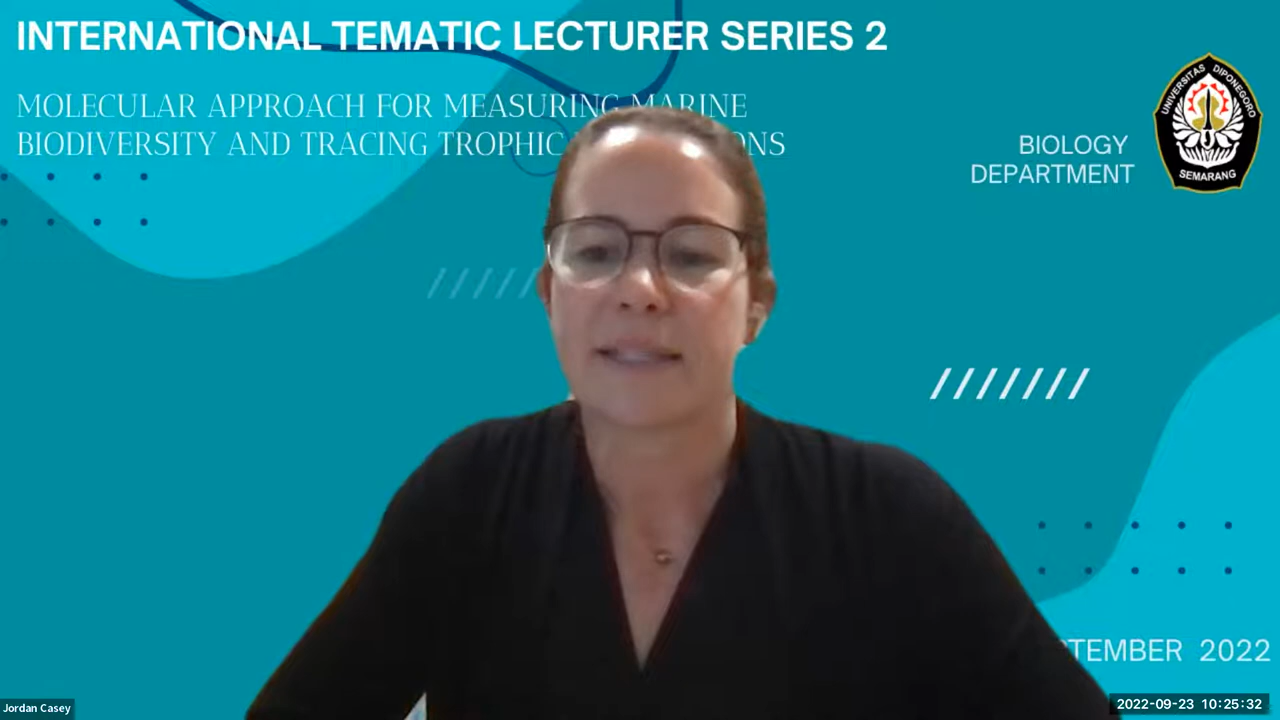 INTERNATIONAL TEMATIC LECTURER SERIES 2
MOLECULAR APPROACH FOR MEASURING MARINE
BIODIVERSITY AND TRACING TROPHIC
UNIVERSITAS DIPONEGORO
SEMARANG
BIOLOGY
DEPARTMENT
2022
Jordan Casey
2022-09-23 10:25:32